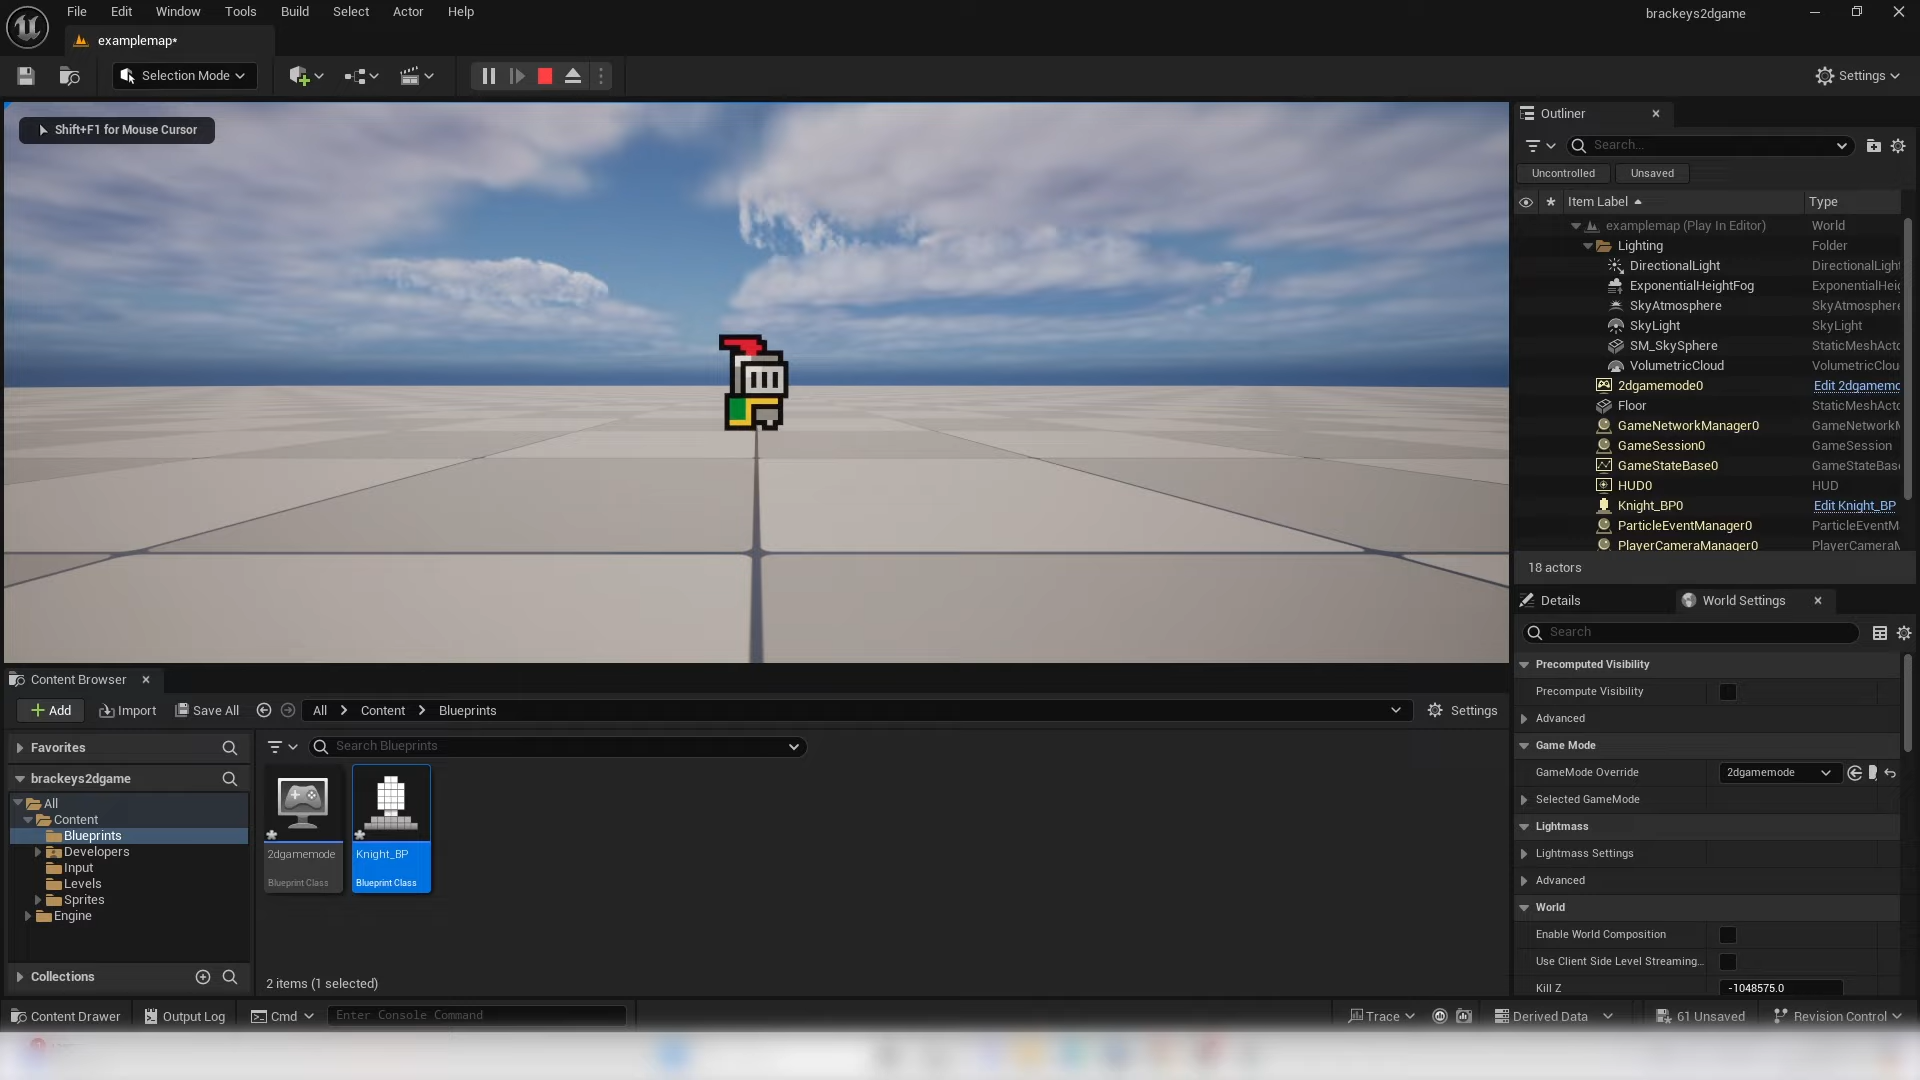 File Edit Window Tools Build Select Actor Help
brackeys2dgame
examplemap*
Selection Mode
Settings
Shift+F1 for Mouse Cursor
Outliner
Search...
Uncontrolled Unsaved
Item Label Type
examplemap (Play In Editor) World
Lighting Folder
DirectionalLight DirectionalLight
ExponentialHeightFog ExponentialHeig
SkyAtmosphere SkyAtmosphere
SkyLight SkyLight
SM_SkySphere StaticMeshActo
VolumetricCloud VolumetricCloud
2dgamemode0 Edit 2dgamemo
Floor StaticMeshActo
GameNetworkManager0 GameNetworkM
GameSession0 GameSession
GameStateBase0 GameStateBase
HUD0 HUD
Knight_BP0 Edit Knight_BP
ParticleEventManager0 ParticleEventM
PlayerCameraManager0 PlayerCameraM
18 actors
Details World Settings
Search
Precomputed Visibility
Precompute Visibility
Advanced
Game Mode
GameMode Override 2dgamemode
Selected GameMode
Lightmass
Lightmass Settings
Advanced
World
Enable World Composition
Use Client Side Level Streaming...
Kill Z -1048575.0
Content Browser
Add Import Save All All Content Blueprints Settings
Favorites
Search Blueprints
brackeys2dgame
All
Content
Blueprints
Developers
Input
Levels
Sprites
Engine
Collections
2dgamemode
Blueprint Class
Knight_BP
Blueprint Class
2 items (1 selected)
Content Drawer Output Log Cmd Enter Console Command Trace Derived Data 61 Unsaved Revision Control